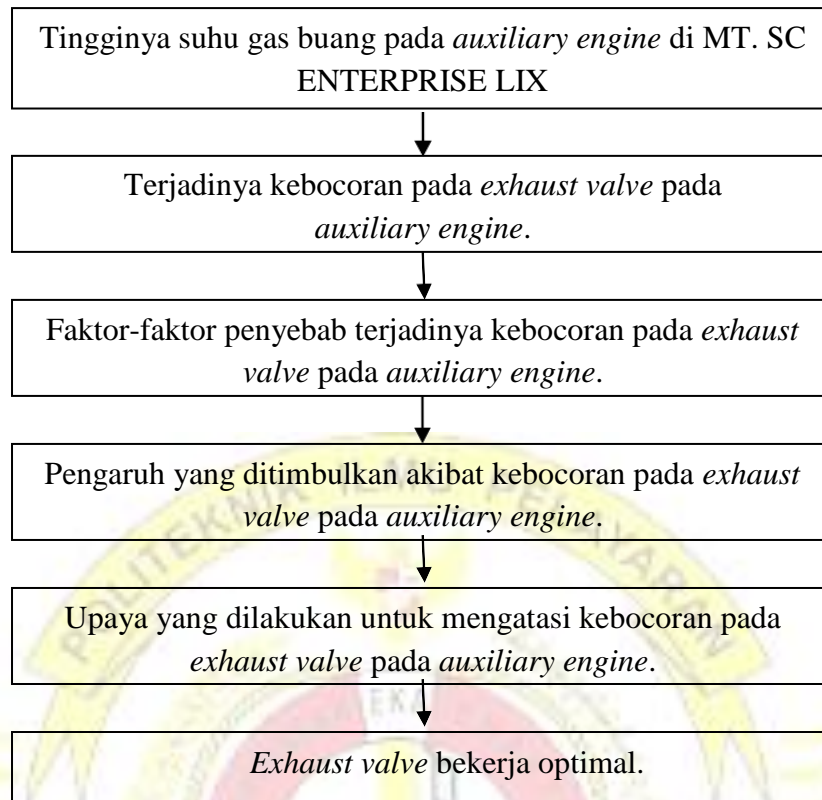 Tingginya suhu gas buang pada auxiliary engine di MT. SC
ENTERPRISE LIX
Terjadinya kebocoran pada exhaust valve pada
auxiliary engine.
Faktor-faktor penyebab terjadinya kebocoran pada exhaust
valve pada auxiliary engine.
Pengaruh yang ditimbulkan akibat kebocoran pada exhaust
valve pada auxiliary engine.
POLITEKNIK ILMU PELAYARAN
Upaya yang dilakukan untuk mengatasi kebocoran pada
exhaust valve pada auxiliary engine.
Exhaust valve bekerja optimal.